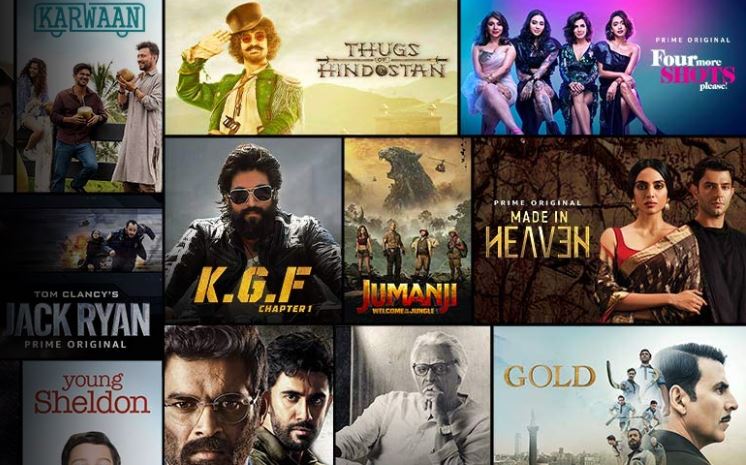 KARWAAN
THUGS
OF
HINDOSTAN
PRIME ORIGINAL
Four more
SHOTS
please!
K.G.F
CHAPTER 1
JUMANJI
WELCOME TO THE JUNGLE
PRIME ORIGINAL
MADE IN
HEAVEN
TOM CLANCY'S
JACK RYAN
PRIME ORIGINAL
young
Sheldon
GOLD